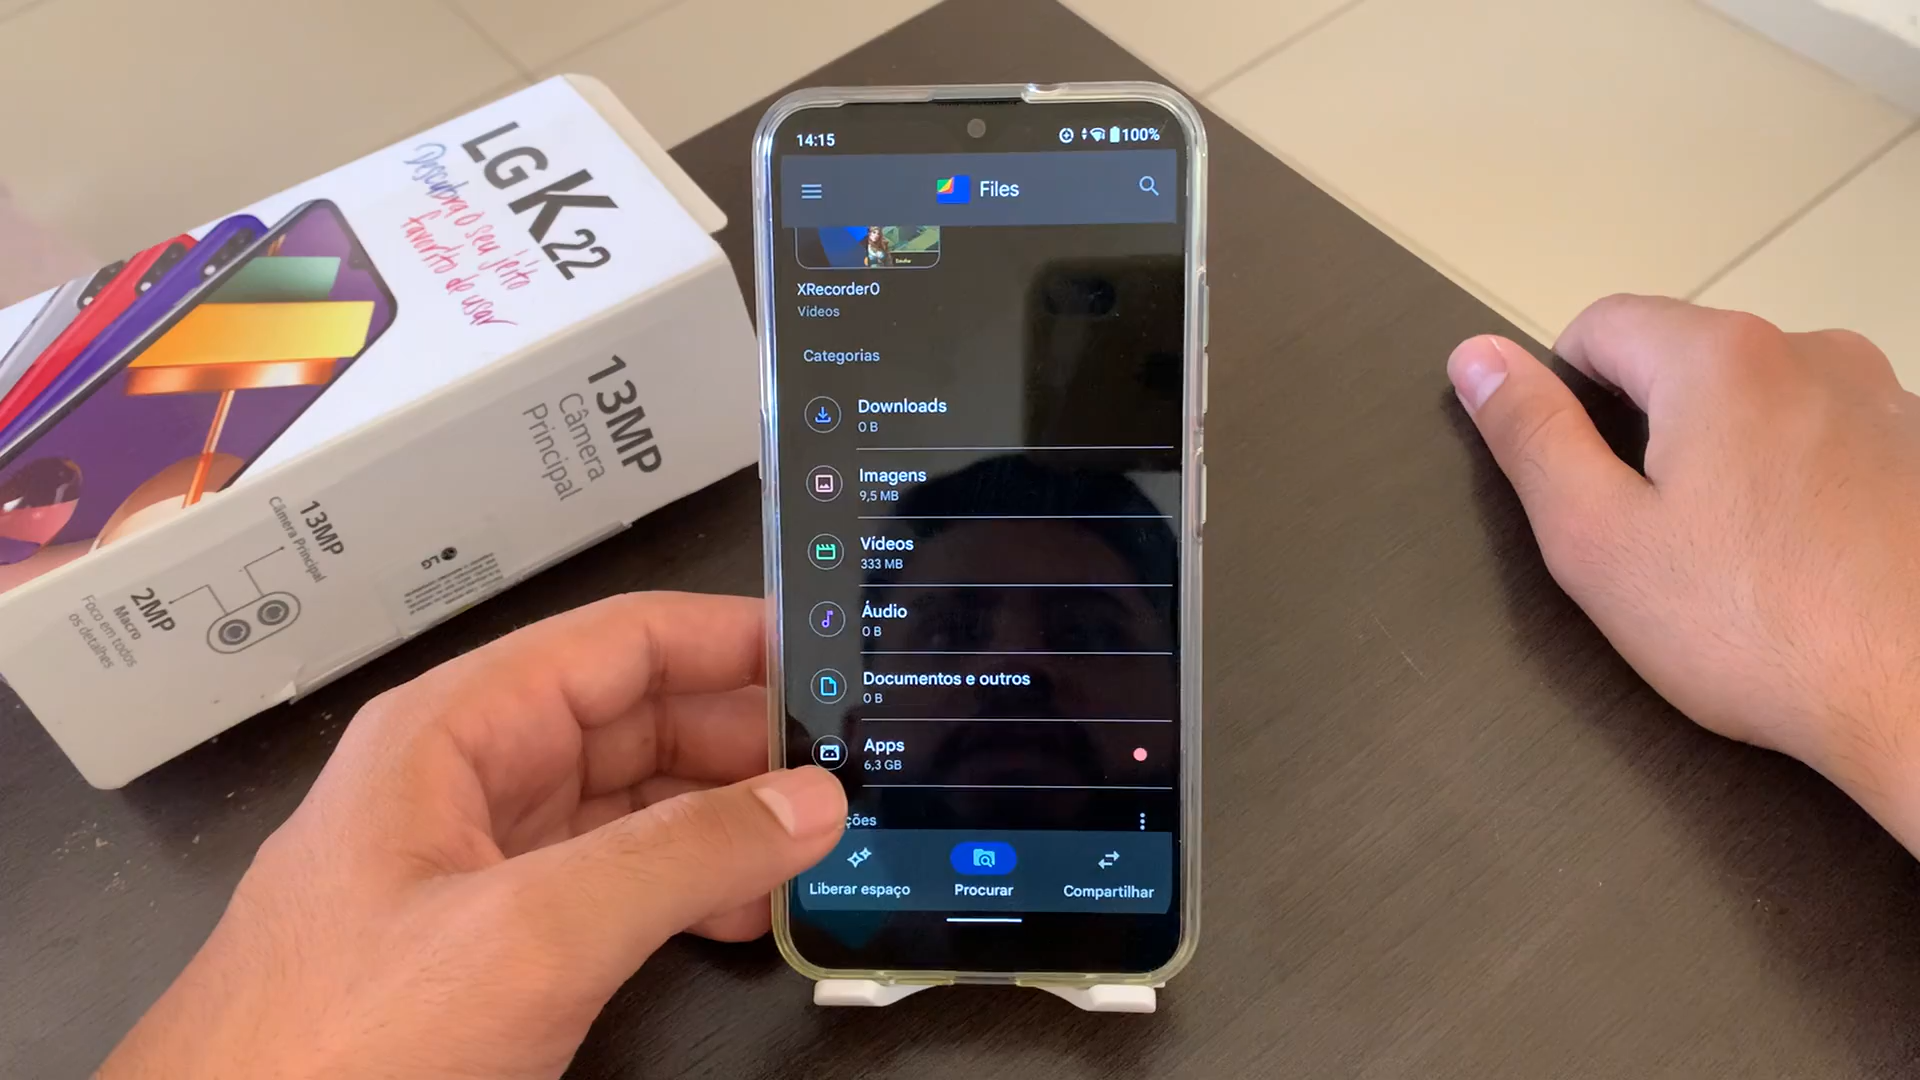 LG K22
Descubra o seu jeito
favorito de usar
13MP
Câmera
Principal
13MP
Câmera Principal
2MP
Macro
Foco em todos
os detalhes
LG
14:15
100%
Files
XRecorder0
Vídeos
Categorias
Downloads
0 B
Imagens
9,5 MB
Vídeos
333 MB
Áudio
0 B
Documentos e outros
0 B
Apps
6,3 GB
ções
Liberar espaço
Procurar
Compartilhar